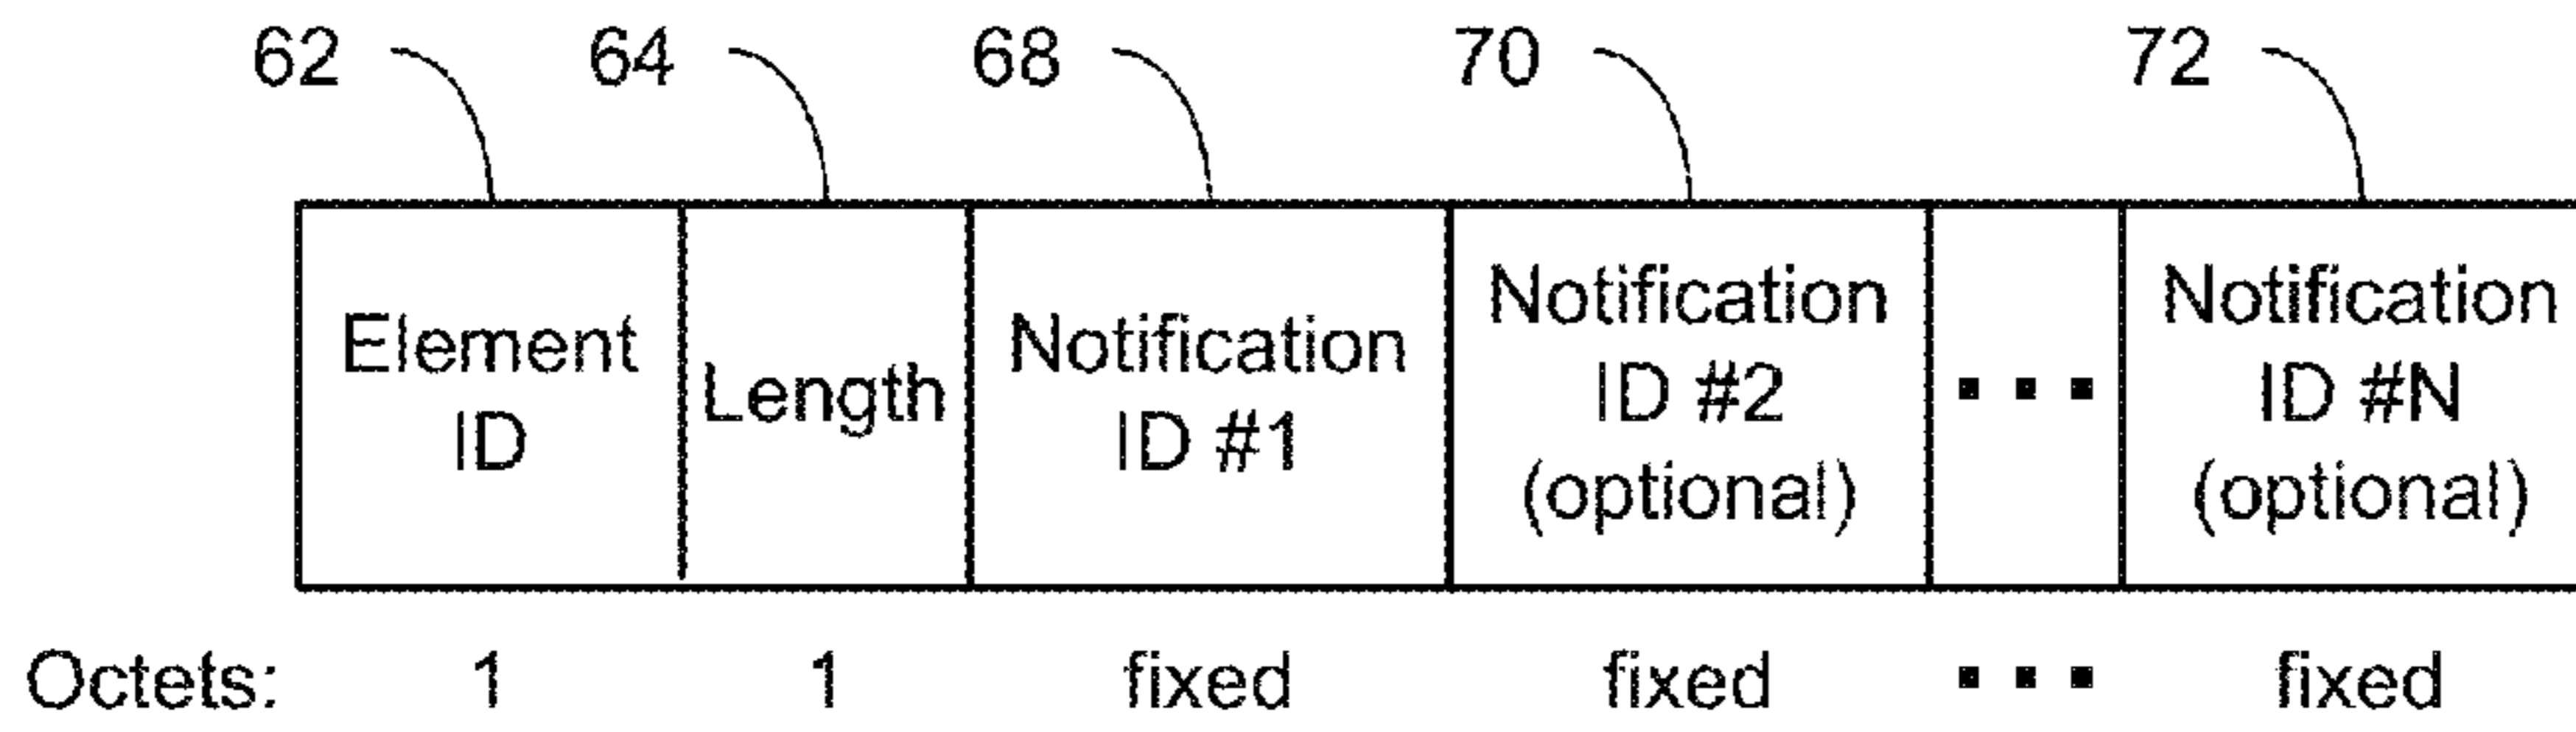 62 64 68 70 72
Element
ID
Length
Notification
ID #1
Notification
ID #2
(optional)
...
Notification
ID #N
(optional)
Octets: 1 1 fixed fixed ... fixed